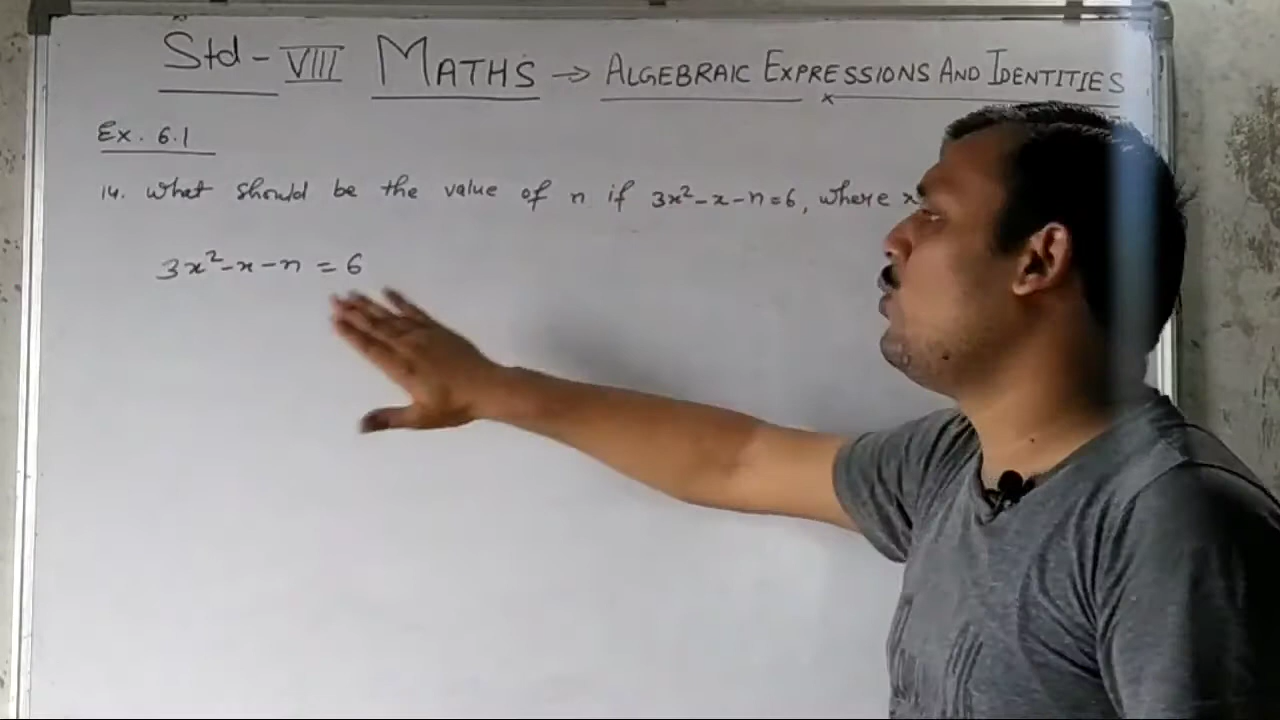 Std - VIII MATHS → ALGEBRAIC EXPRESSIONS AND IDENTITIES
Ex. 6.1
14. What should be the value of n if 3x²-x-n=6, where x
3x²-x-n = 6